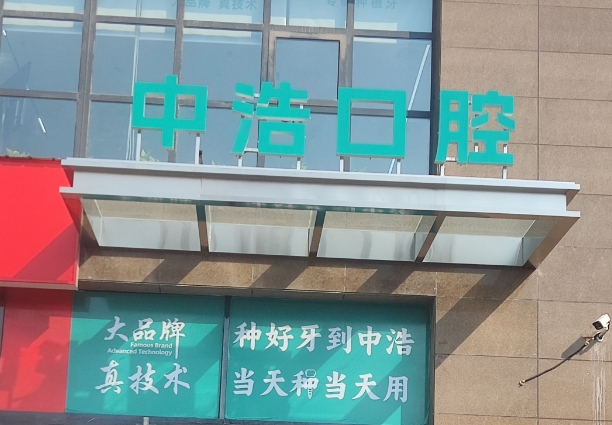 中浩口腔
大品牌
Famous Brand
Advanced Technology
真技术
种好牙到中浩
当天种当天用